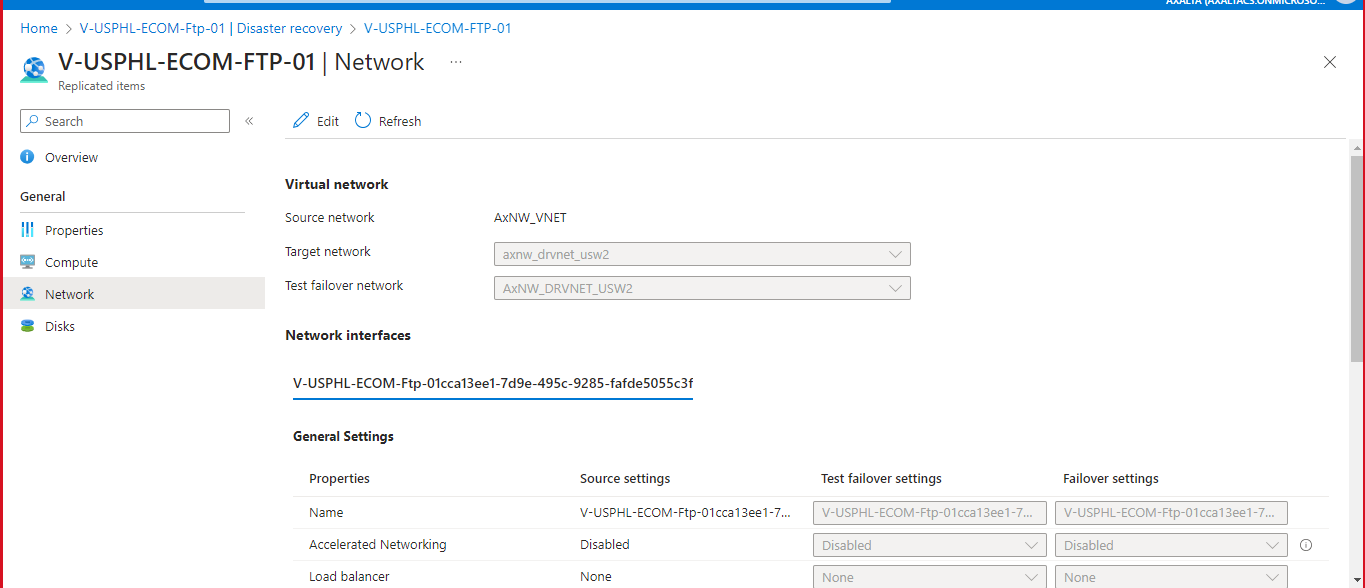 AXALTA (AXALTACS.ONMICROSO...
Home > V-USPHL-ECOM-Ftp-01 | Disaster recovery > V-USPHL-ECOM-FTP-01
V-USPHL-ECOM-FTP-01 | Network ...
Replicated items
Search «
Edit Refresh
Overview
General
Properties
Compute
Network
Disks
Virtual network
Source network AxNW_VNET
Target network axnw_drvnet_usw2
Test failover network AxNW_DRVNET_USW2
Network interfaces
V-USPHL-ECOM-Ftp-01cca13ee1-7d9e-495c-9285-fafde5055c3f
General Settings
Properties Source settings Test failover settings Failover settings
Name V-USPHL-ECOM-Ftp-01cca13ee1-7... V-USPHL-ECOM-Ftp-01cca13ee1-7... V-USPHL-ECOM-Ftp-01cca13ee1-7...
Accelerated Networking Disabled Disabled Disabled
Load balancer None None None